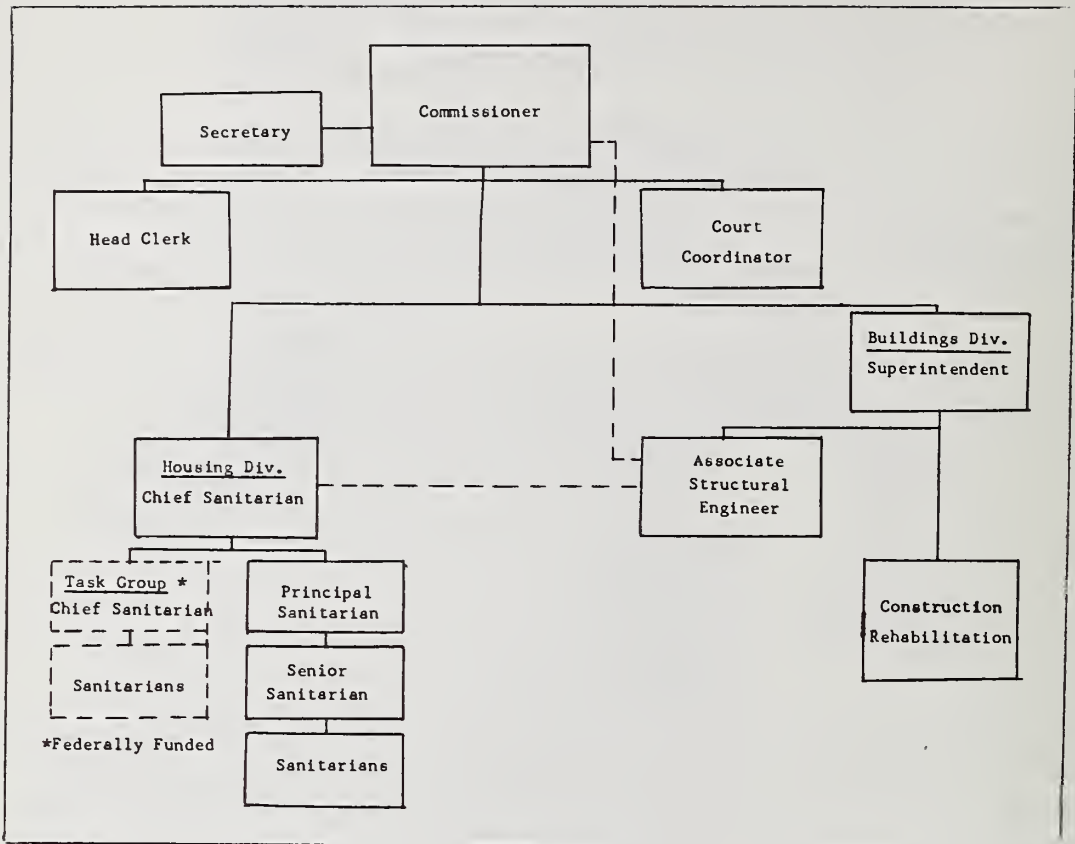 Commissioner
Secretary
Head Clerk
Court
Coordinator
Buildings Div.
Superintendent
Housing Div.
Chief Sanitarian
Associate
Structural
Engineer
Task Group *
Chief Sanitarian
Principal
Sanitarian
Construction
Rehabilitation
Sanitarians
Senior
Sanitarian
*Federally Funded
Sanitarians